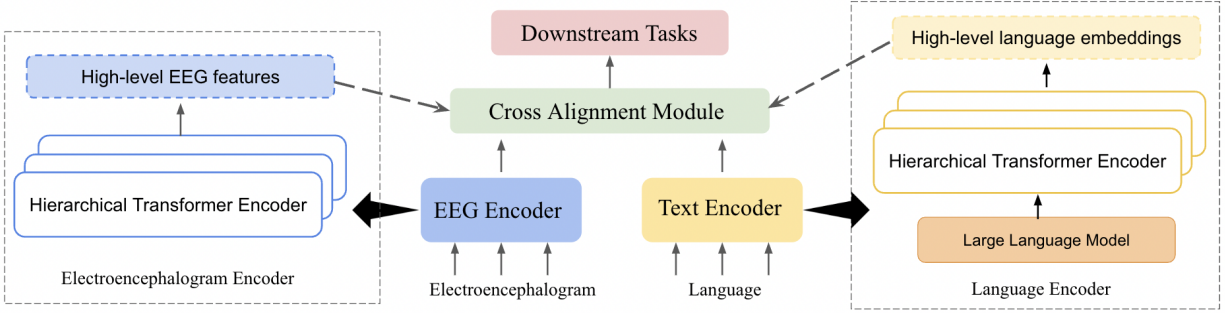 High-level EEG features
Hierarchical Transformer Encoder
Electroencephalogram Encoder
Downstream Tasks
Cross Alignment Module
EEG Encoder
Text Encoder
Electroencephalogram
Language
High-level language embeddings
Hierarchical Transformer Encoder
Large Language Model
Language Encoder